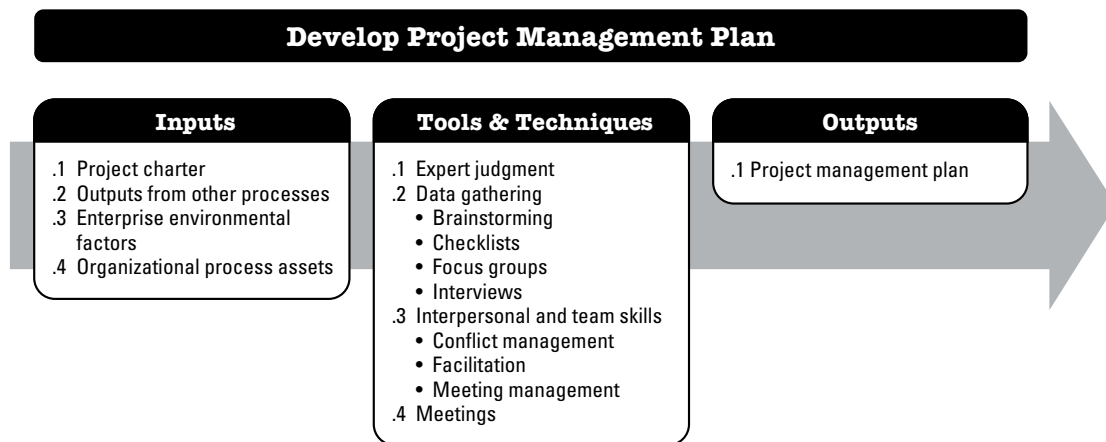 Develop Project Management Plan
Inputs
.1 Project charter
.2 Outputs from other processes
.3 Enterprise environmental
factors
.4 Organizational process assets
Tools & Techniques
.1 Expert judgment
.2 Data gathering
• Brainstorming
• Checklists
• Focus groups
• Interviews
.3 Interpersonal and team skills
• Conflict management
• Facilitation
• Meeting management
.4 Meetings
Outputs
.1 Project management plan